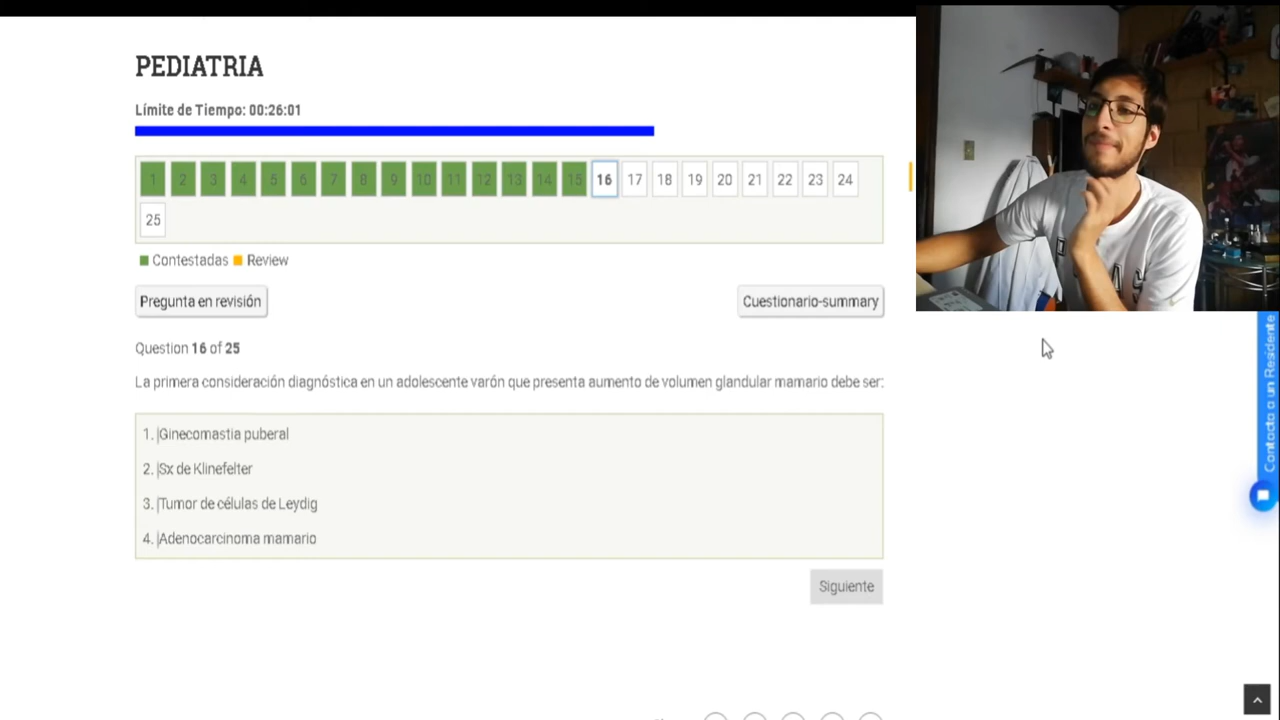 PEDIATRIA
Límite de Tiempo: 00:26:01
1 2 3 4 5 6 7 8 9 10 11 12 13 14 15 16 17 18 19 20 21 22 23 24
25
Contestadas Review
Pregunta en revisión
Cuestionario-summary
Question 16 of 25
La primera consideración diagnóstica en un adolescente varón que presenta aumento de volumen glandular mamario debe ser:
1. Ginecomastia puberal
2. Sx de Klinefelter
3. Tumor de células de Leydig
4. Adenocarcinoma mamario
Siguiente
Contacto a un Residente